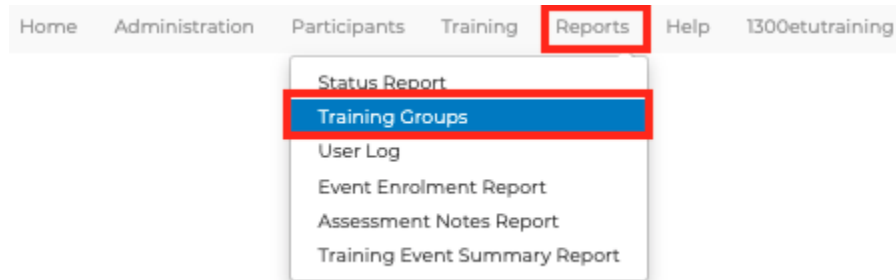 Home Administration Participants Training Reports Help 1300etutraining
Status Report
Training Groups
User Log
Event Enrolment Report
Assessment Notes Report
Training Event Summary Report